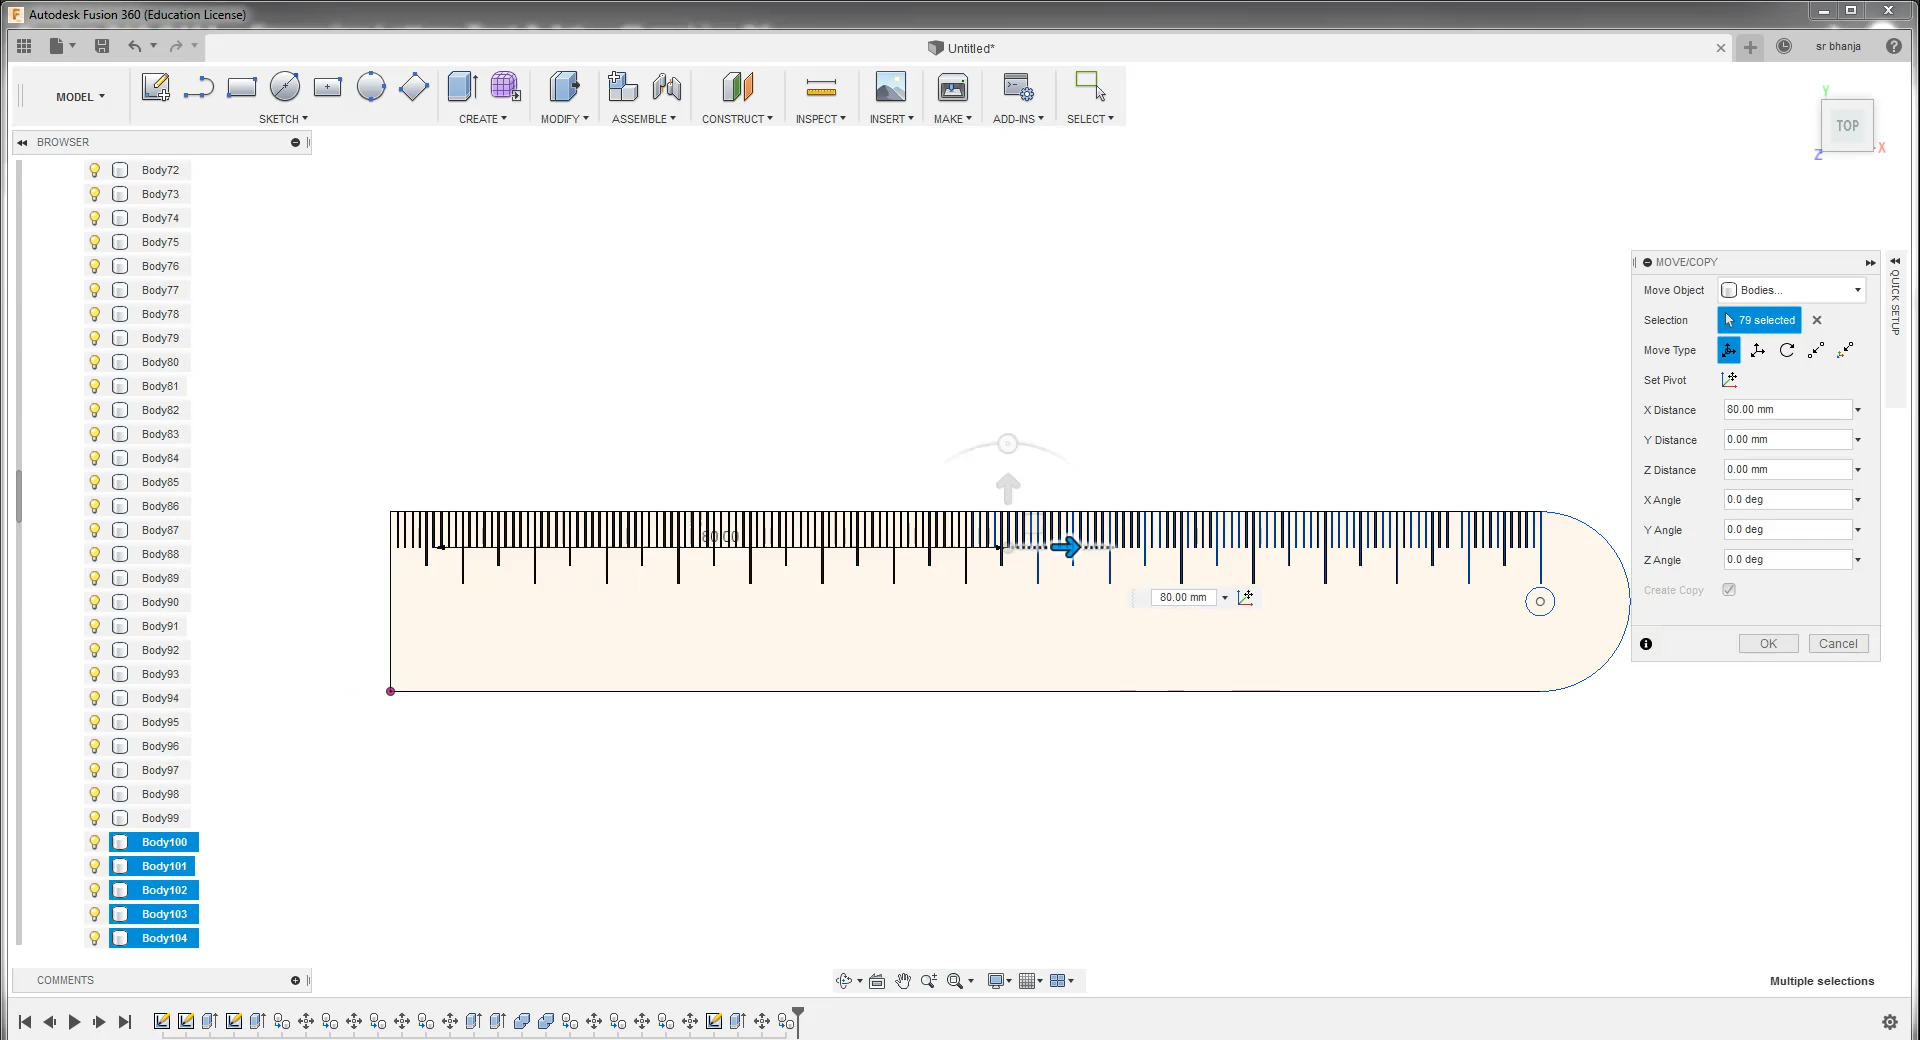 Autodesk Fusion 360 (Education License)
Untitled*
sr bhanja
MODEL
SKETCH
CREATE
MODIFY
ASSEMBLE
CONSTRUCT
INSPECT
INSERT
MAKE
ADD-INS
SELECT
Y
TOP
Z
X
BROWSER
Body72
Body73
Body74
Body75
Body76
Body77
Body78
Body79
Body80
Body81
Body82
Body83
Body84
Body85
Body86
Body87
Body88
Body89
Body90
Body91
Body92
Body93
Body94
Body95
Body96
Body97
Body98
Body99
Body100
Body101
Body102
Body103
Body104
80.00
80.00 mm
MOVE/COPY
Move Object Bodies...
Selection 79 selected
Move Type
Set Pivot
X Distance 80.00 mm
Y Distance 0.00 mm
Z Distance 0.00 mm
X Angle 0.0 deg
Y Angle 0.0 deg
Z Angle 0.0 deg
Create Copy
OK Cancel
QUICK SETUP
COMMENTS
Multiple selections